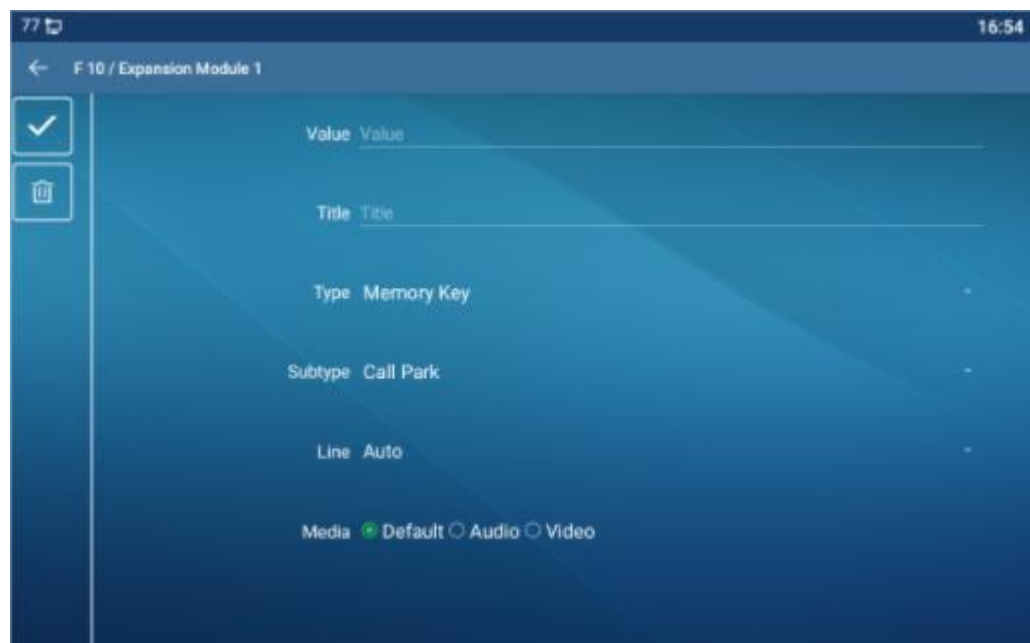 77 16:54
F 10 / Expansion Module 1
Value Value
Title Title
Type Memory Key
Subtype Call Park
Line Auto
Media Default Audio Video